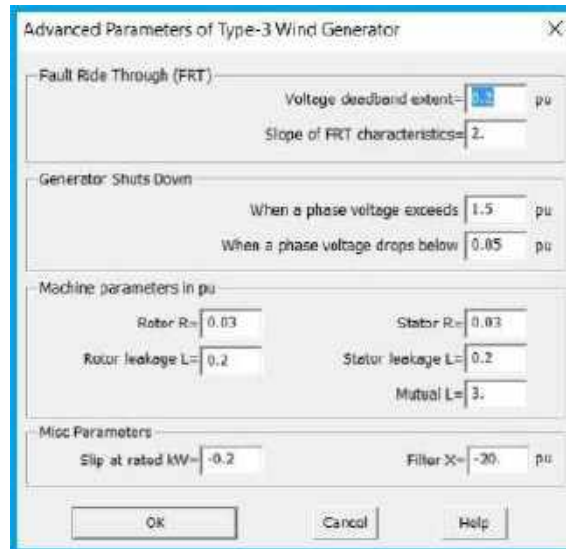 Advanced Parameters of Type-3 Wind Generator
Fault Ride Through (FRT)
Voltage deadband extent= 0.2 pu
Slope of FRT characteristics= 2.
Generator Shuts Down
When a phase voltage exceeds 1.5 pu
When a phase voltage drops below 0.05 pu
Machine parameters in pu
Rotor R= 0.03 Stator R= 0.03
Rotor leakage L= 0.2 Stator leakage L= 0.2
Mutual L= 3.
Misc Parameters
Slip at rated kW= -0.2 Filter X= -20. pu
OK Cancel Help